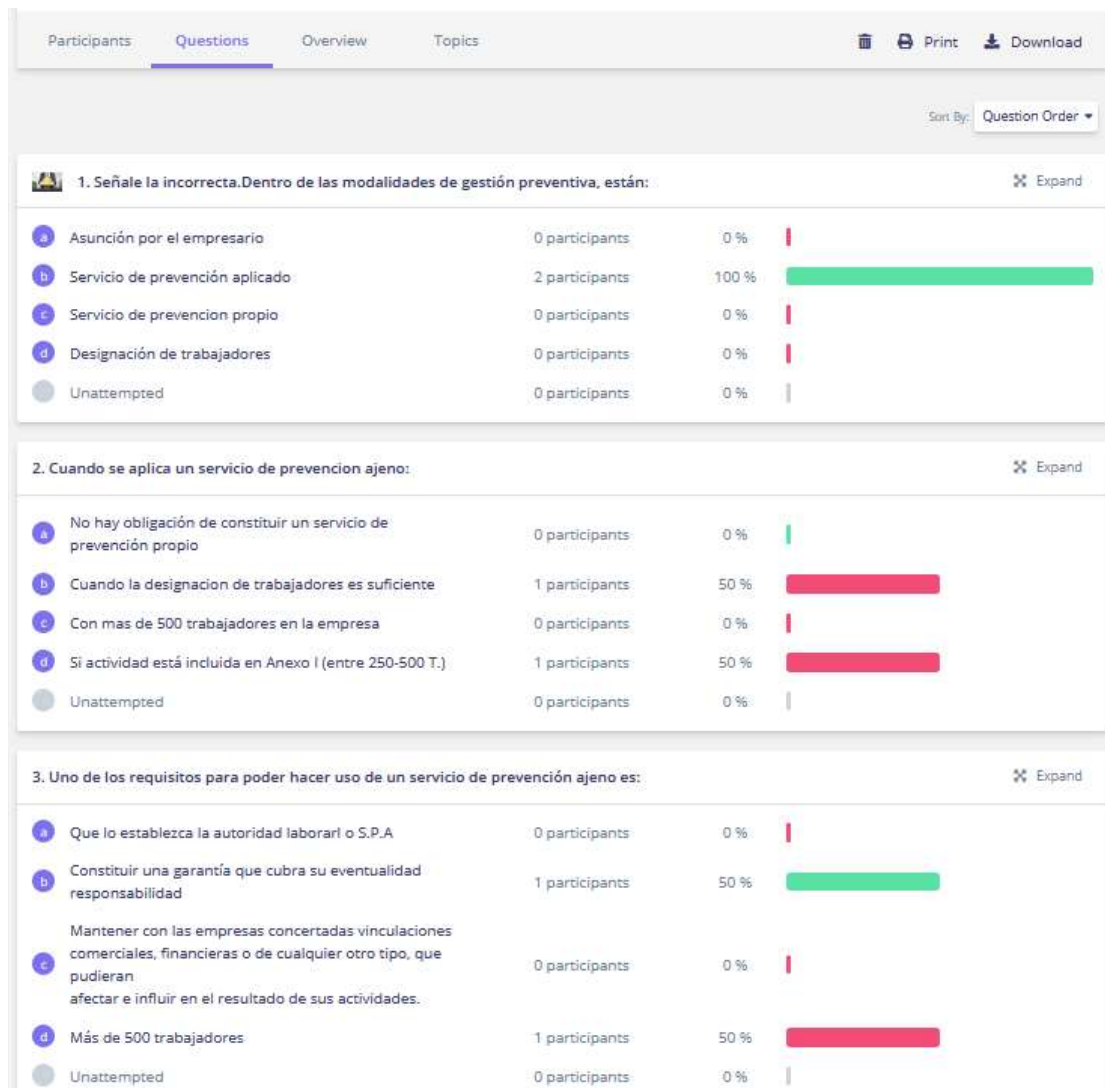 Participants Questions Overview Topics Print Download
Sort By: Question Order
1. Señale la incorrecta.Dentro de las modalidades de gestión preventiva, están: Expand
a Asunción por el empresario 0 participants 0 %
b Servicio de prevención aplicado 2 participants 100 %
c Servicio de prevencion propio 0 participants 0 %
d Designación de trabajadores 0 participants 0 %
Unattempted 0 participants 0 %
2. Cuando se aplica un servicio de prevencion ajeno: Expand
a No hay obligación de constituir un servicio de
prevención propio 0 participants 0 %
b Cuando la designacion de trabajadores es suficiente 1 participants 50 %
c Con mas de 500 trabajadores en la empresa 0 participants 0 %
d Si actividad está incluida en Anexo I (entre 250-500 T.) 1 participants 50 %
Unattempted 0 participants 0 %
3. Uno de los requisitos para poder hacer uso de un servicio de prevención ajeno es: Expand
a Que lo establezca la autoridad laborarl o S.P.A 0 participants 0 %
b Constituir una garantía que cubra su eventualidad
responsabilidad 1 participants 50 %
Mantener con las empresas concertadas vinculaciones
comerciales, financieras o de cualquier otro tipo, que
c pudieran 0 participants 0 %
afectar e influir en el resultado de sus actividades.
d Más de 500 trabajadores 1 participants 50 %
Unattempted 0 participants 0 %